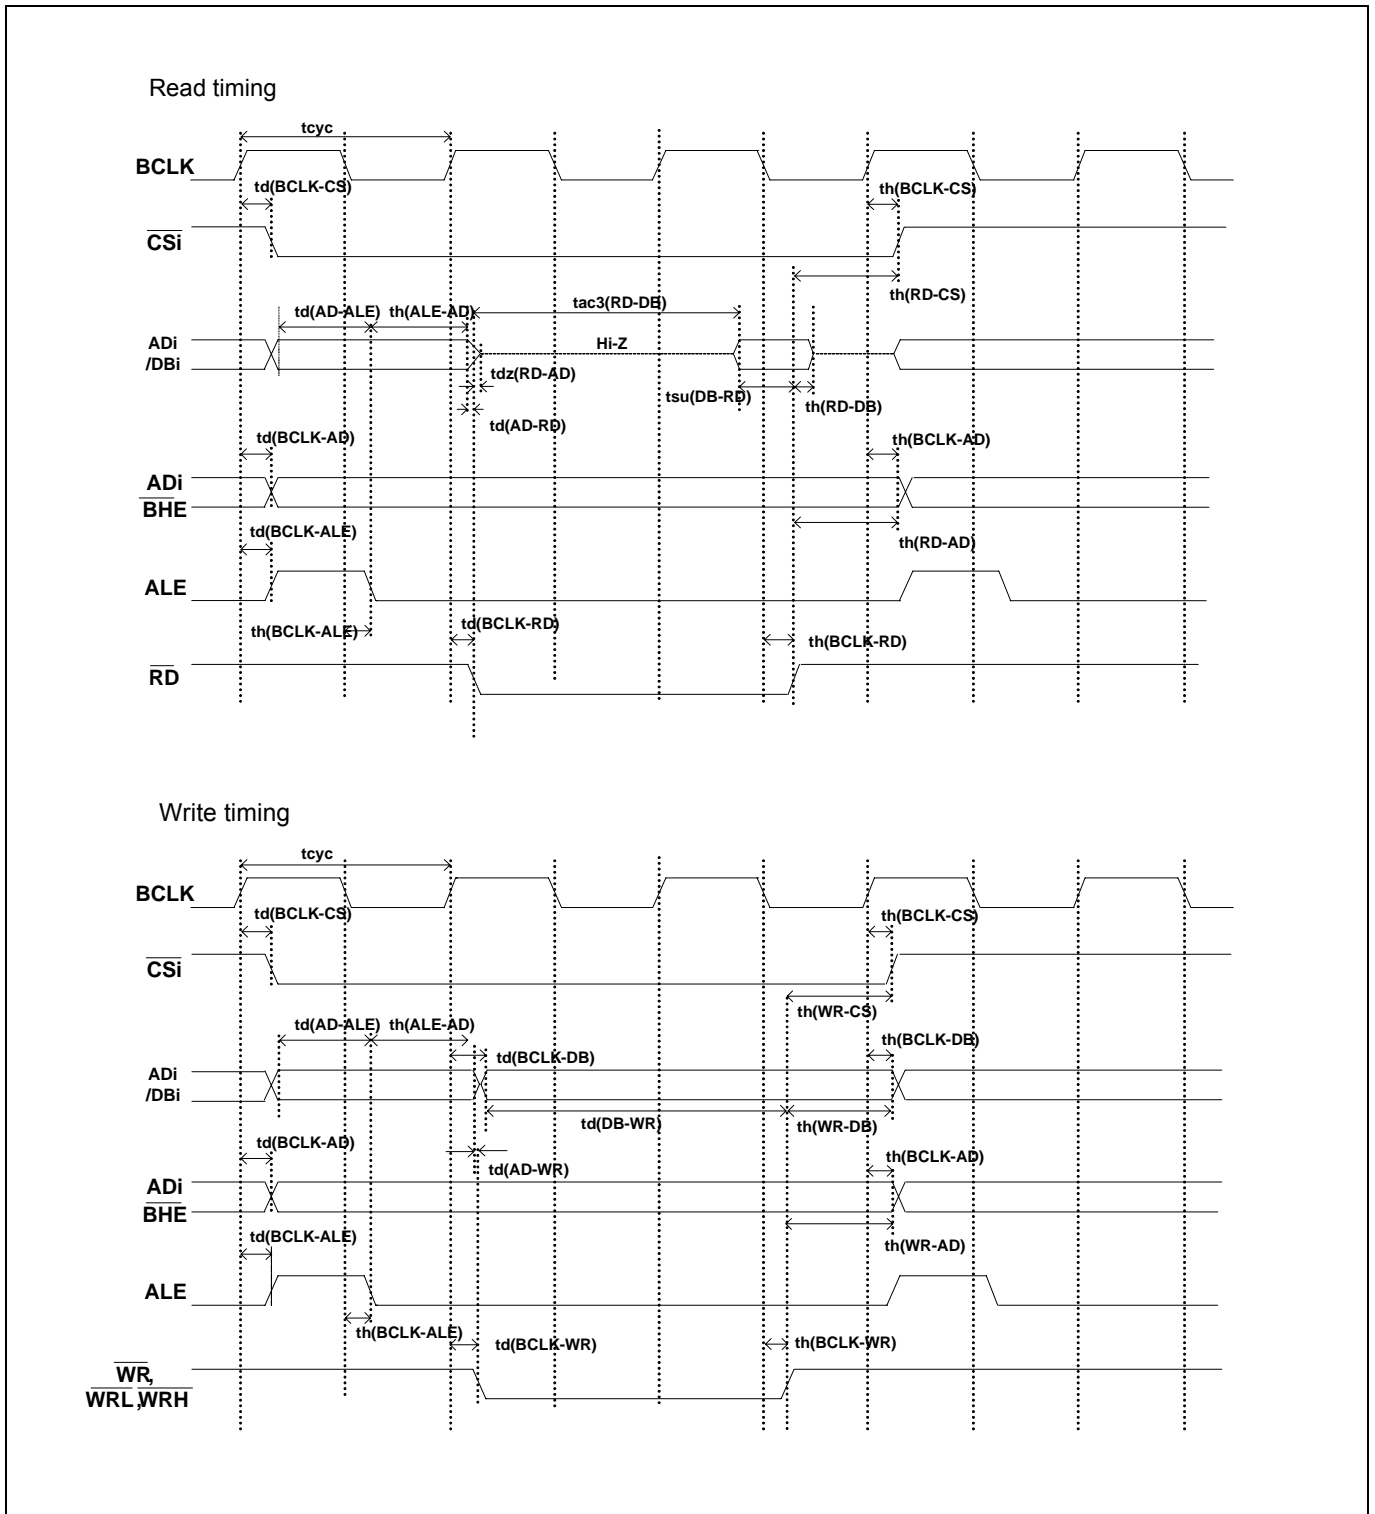 Read timing
tcyc
BCLK
td(BCLK-CS)
th(BCLK-CS)
CSi
th(RD-CS)
td(AD-ALE)
th(ALE-AD)
tac3(RD-DB)
ADi
/DBi
Hi-Z
tdz(RD-AD)
tsu(DB-RD)
th(RD-DB)
td(AD-RD)
td(BCLK-AD)
th(BCLK-AD)
ADi
BHE
td(BCLK-ALE)
th(RD-AD)
ALE
th(BCLK-ALE)
td(BCLK-RD)
th(BCLK-RD)
RD
Write timing
tcyc
BCLK
td(BCLK-CS)
th(BCLK-CS)
CSi
th(WR-CS)
td(AD-ALE)
th(ALE-AD)
td(BCLK-DB)
th(BCLK-DB)
ADi
/DBi
td(DB-WR)
th(WR-DB)
td(BCLK-AD)
td(AD-WR)
th(BCLK-AD)
ADi
BHE
td(BCLK-ALE)
th(WR-AD)
ALE
th(BCLK-ALE)
td(BCLK-WR)
th(BCLK-WR)
WR,
WRL,WRH